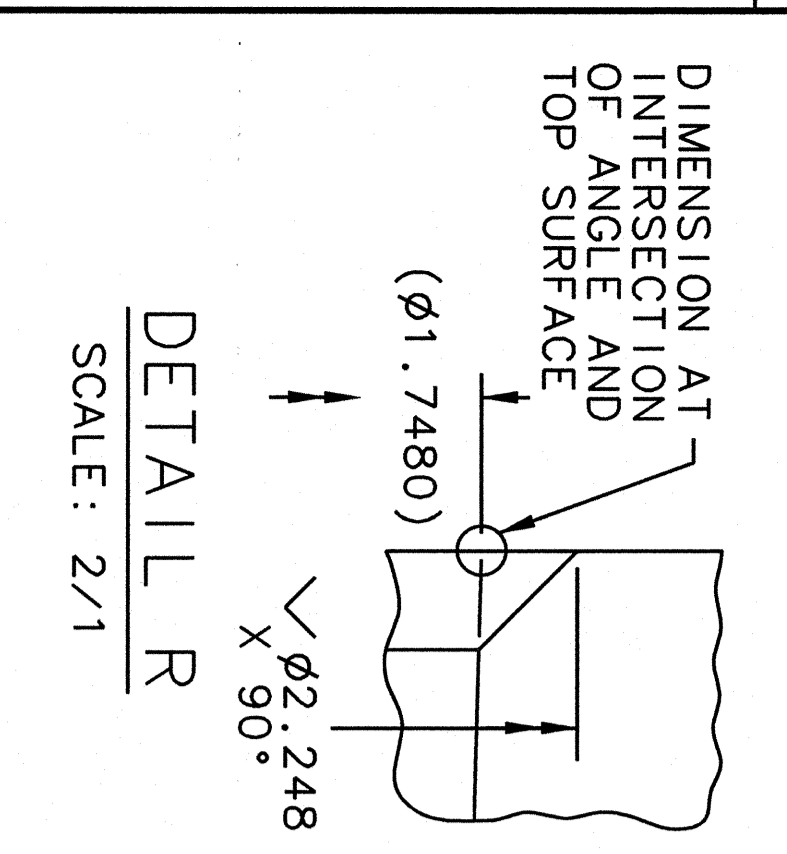 DIMENSION AT
INTERSECTION
OF ANGLE AND
TOP SURFACE
(Ø1.7480)
⌵ Ø2.248
X 90°
DETAIL R
SCALE: 2/1